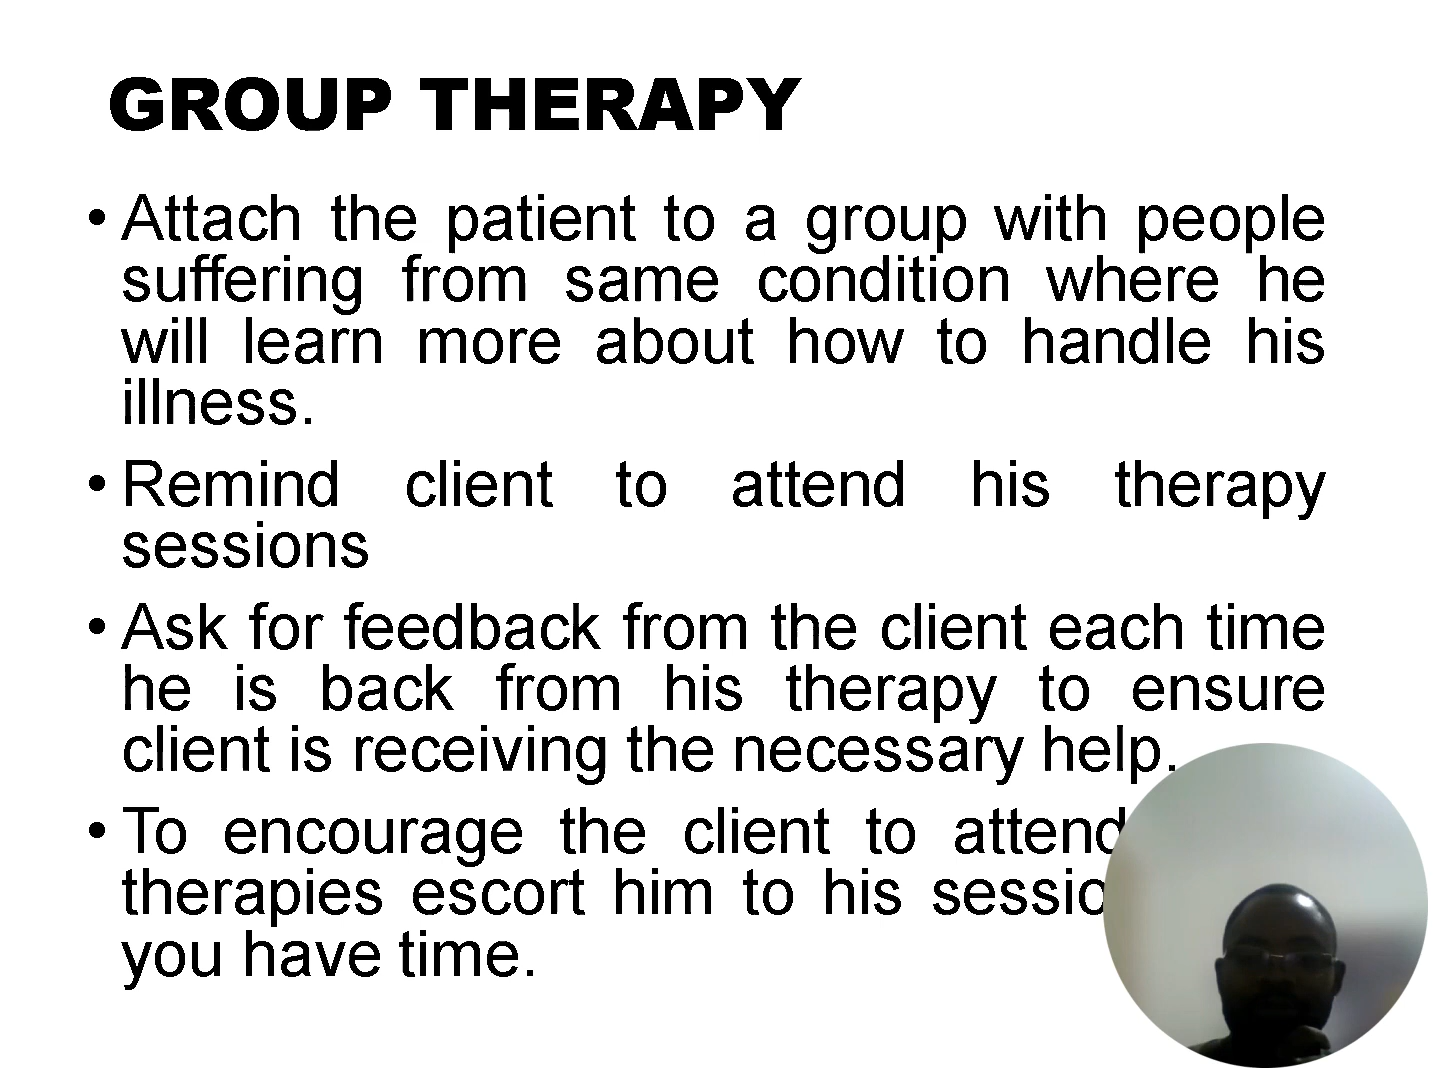 GROUP THERAPY
• Attach the patient to a group with people
suffering from same condition where he
will learn more about how to handle his
illness.
• Remind client to attend his therapy
sessions
• Ask for feedback from the client each time
he is back from his therapy to ensure
client is receiving the necessary help.
• To encourage the client to attend
therapies escort him to his
you have time.